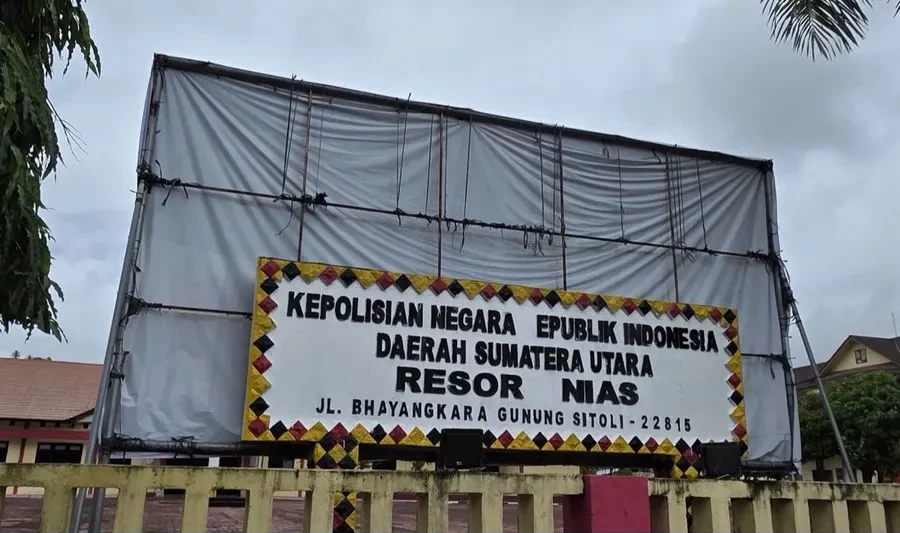 KEPOLISIAN NEGARA EPUBLIK INDONESIA
DAERAH SUMATERA UTARA
RESOR NIAS
JL. BHAYANGKARA GUNUNG SITOLI - 22815